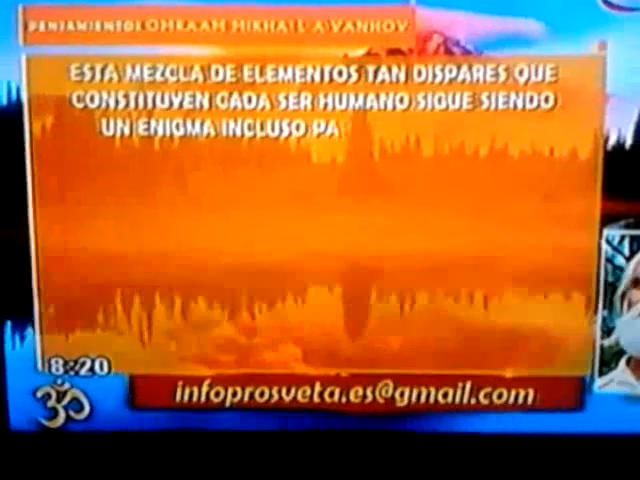 PENSAMIENTOS OMRAAM MIKHAËL AÏVANHOV
ESTA MEZCLA DE ELEMENTOS TAN DISPARES QUE
CONSTITUYEN CADA SER HUMANO SIGUE SIENDO
UN ENIGMA INCLUSO PA
8:20
ॐ
infoprosveta.es@gmail.com